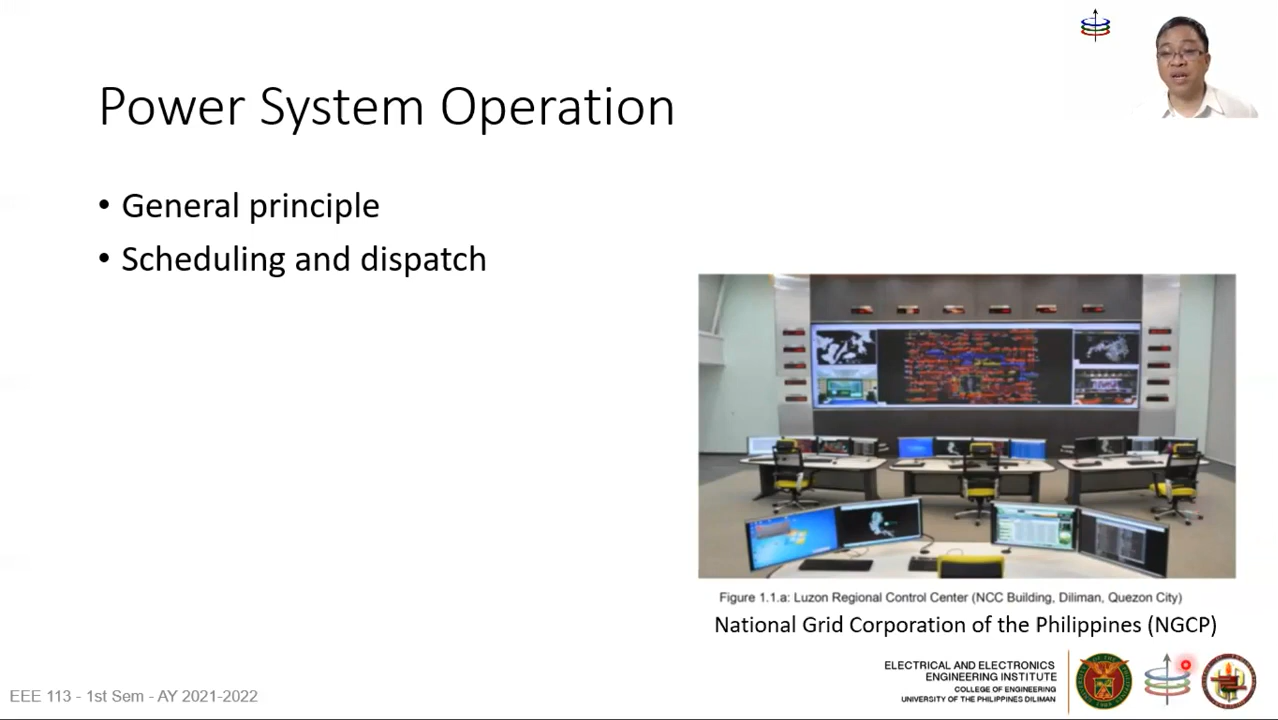 Power System Operation
• General principle
• Scheduling and dispatch
Figure 1.1.a: Luzon Regional Control Center (NCC Building, Diliman, Quezon City)
National Grid Corporation of the Philippines (NGCP)
ELECTRICAL AND ELECTRONICS
ENGINEERING INSTITUTE
COLLEGE OF ENGINEERING
UNIVERSITY OF THE PHILIPPINES DILIMAN
EEE 113 - 1st Sem - AY 2021-2022